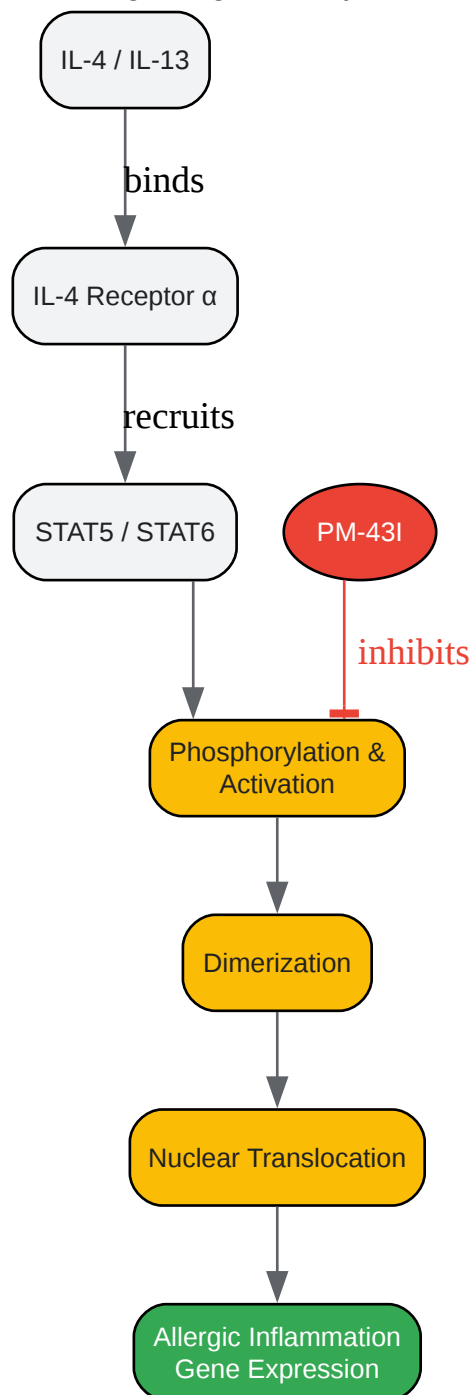 IL-4 / IL-13
binds
IL-4 Receptor α
recruits
STAT5 / STAT6
PM-43I
inhibits
Phosphorylation &
Activation
Dimerization
Nuclear Translocation
Allergic Inflammation
Gene Expression